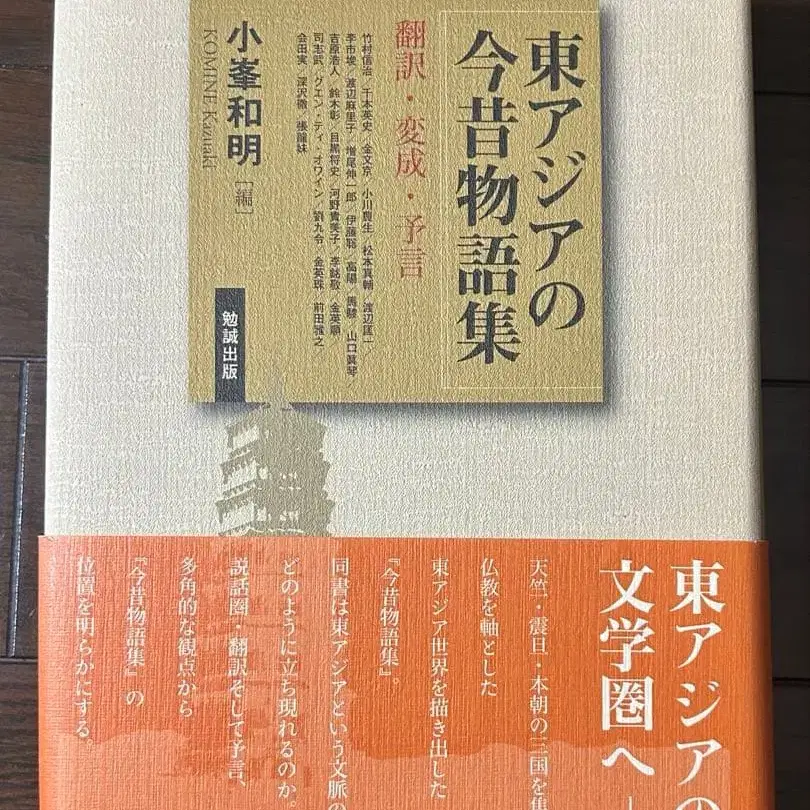 東アジアの
今昔物語集
翻訳・変成・予言
竹村信治／千本英史／金文京／小川豊生／松本真輔／渡辺匡一
李市埈／渡辺麻里子／増尾伸一郎／伊藤聡／高陽／馬駿／山口眞琴
吉原浩人／鈴木彰／目黒将史／河野貴美子／李銘敬／金英順
司志武／グエン・ティ・オワイン／劉九令／金英珠／前田雅之
会田実／深沢徹／張龍妹
小峯和明［編］
KOMINE Kazuaki
勉誠出版
東アジアの
文学圏へ
天竺・震旦・本朝の三国を
仏教を軸とした
東アジア世界を描き出した
『今昔物語集』。
同書は東アジアという文脈の
どのように立ち現れるのか。
説話圏・翻訳そして予言、
多角的な観点から
『今昔物語集』の
位置を明らかにする。